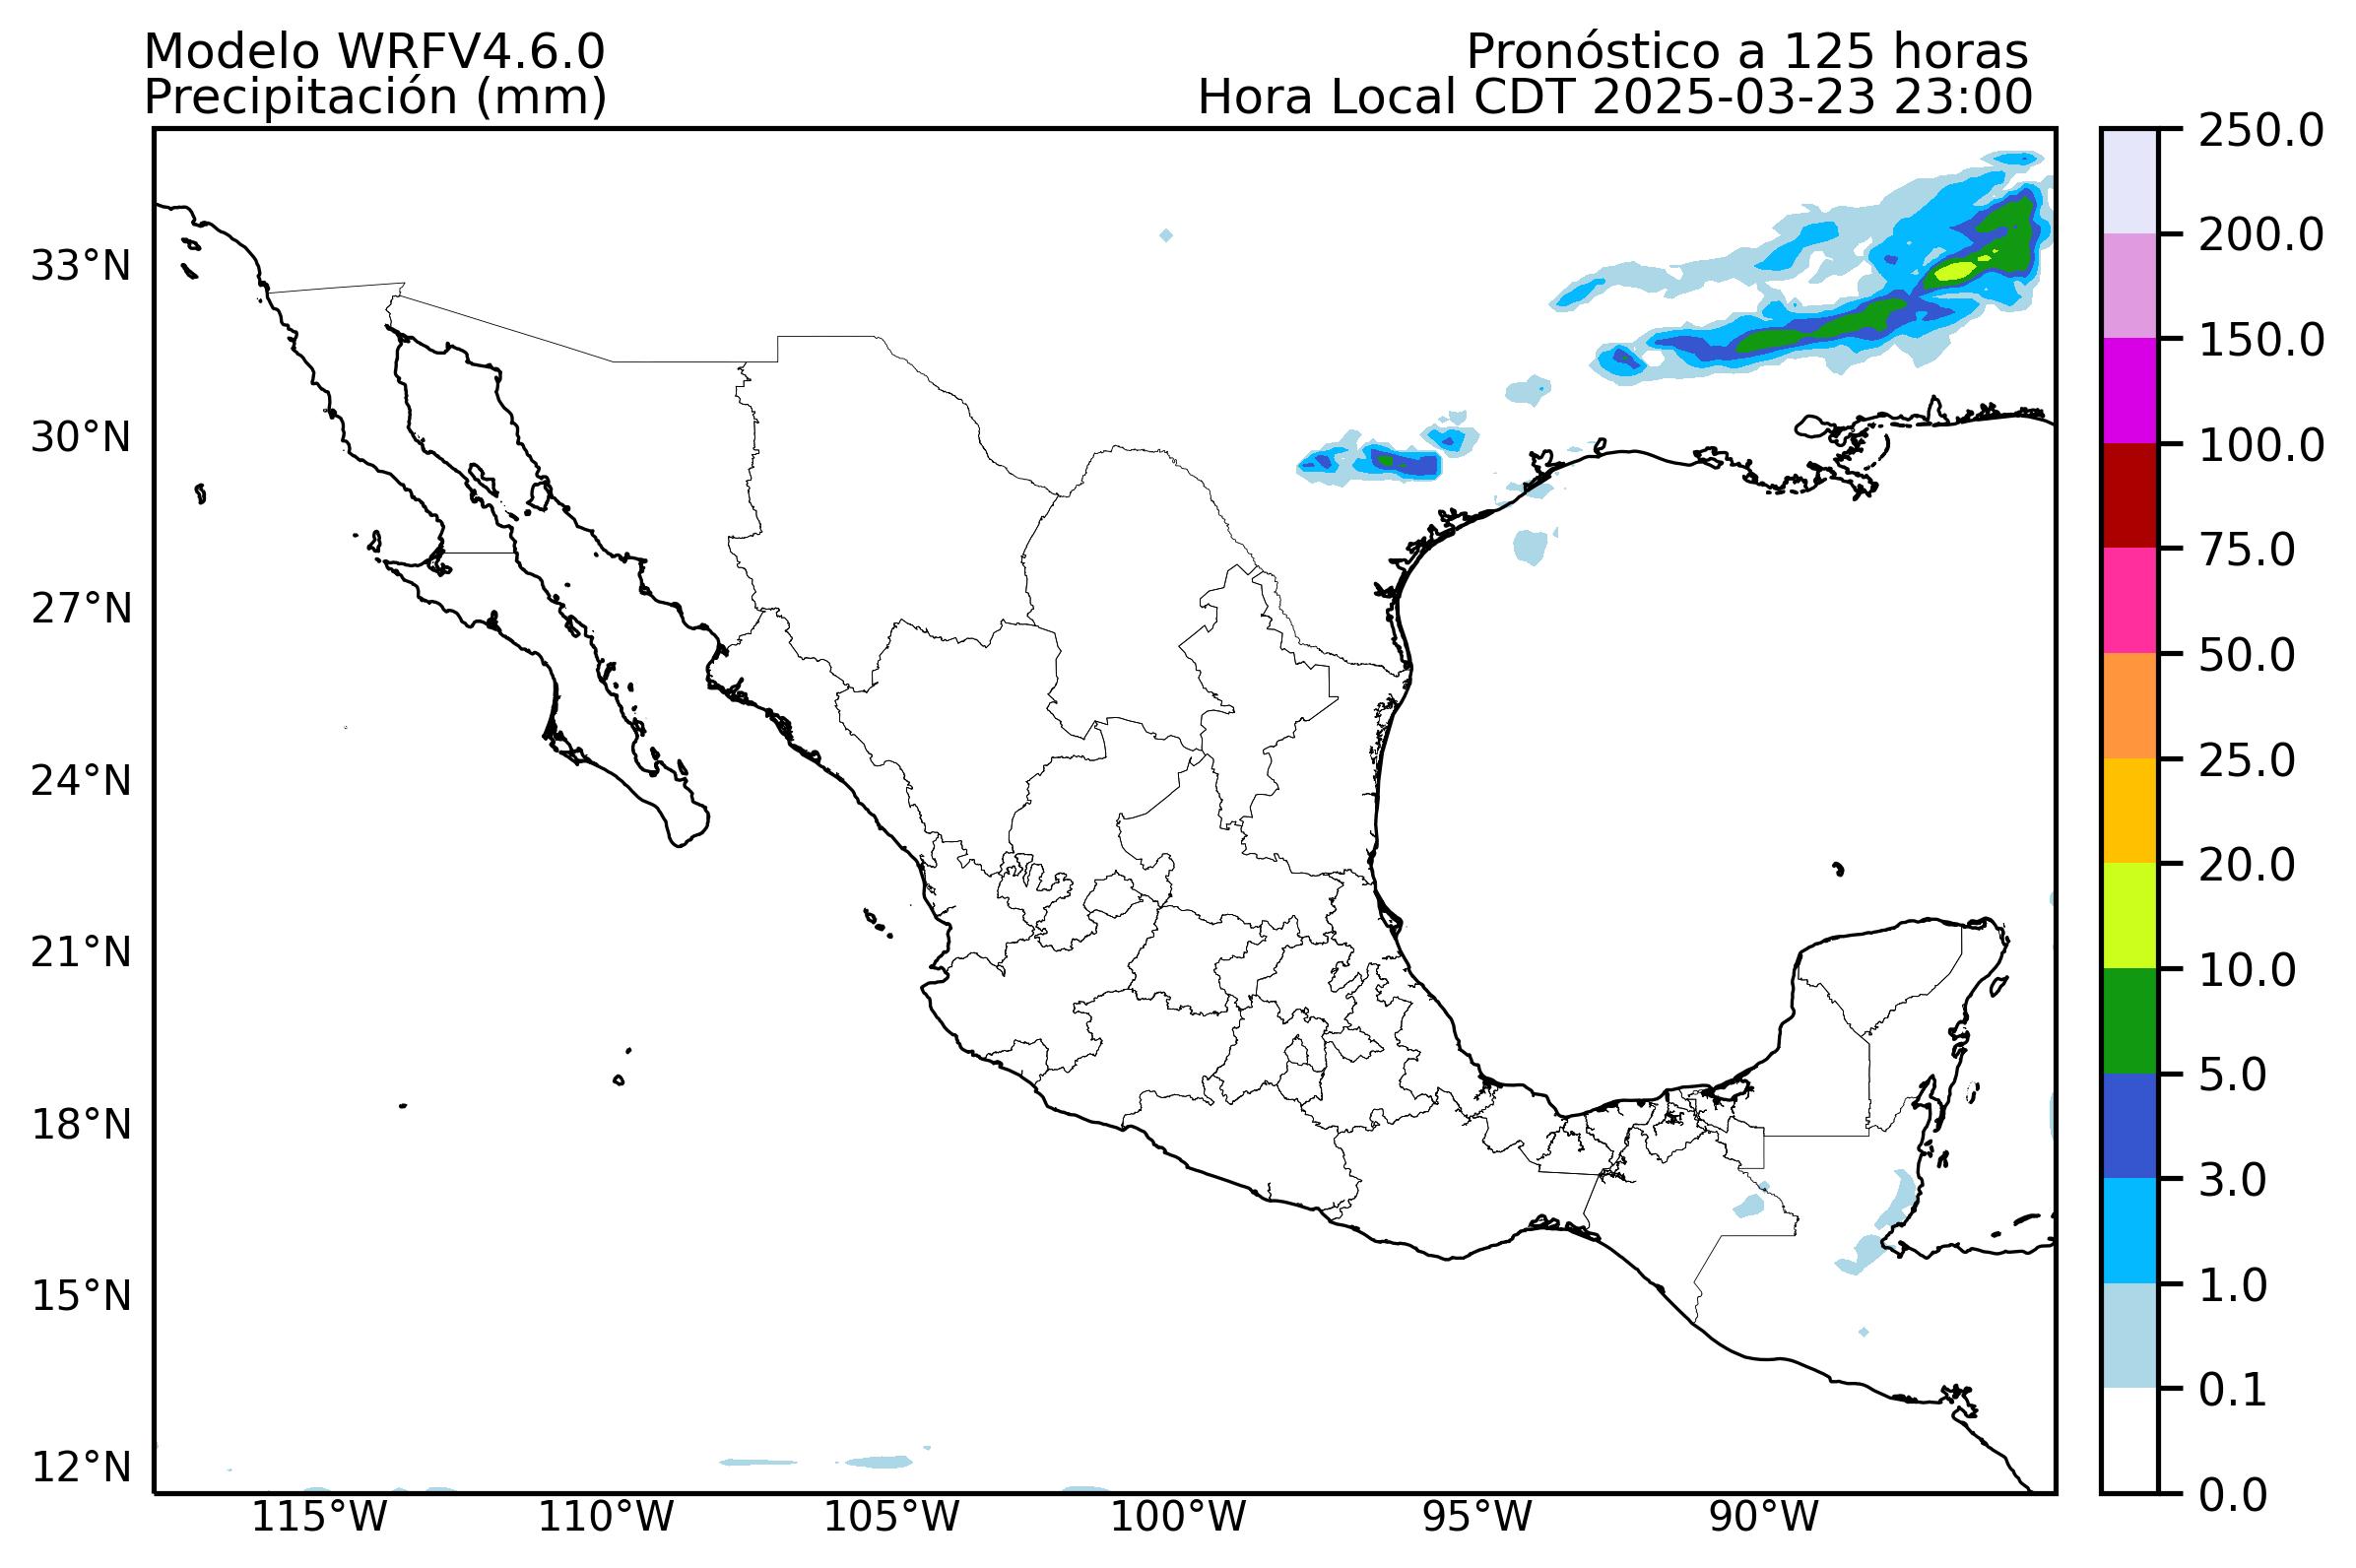 Modelo WRFV4.6.0
Precipitación (mm)
Pronóstico a 125 horas
Hora Local CDT 2025-03-23 23:00
33°N
30°N
27°N
24°N
21°N
18°N
15°N
12°N
115°W
110°W
105°W
100°W
95°W
90°W
250.0
200.0
150.0
100.0
75.0
50.0
25.0
20.0
10.0
5.0
3.0
1.0
0.1
0.0